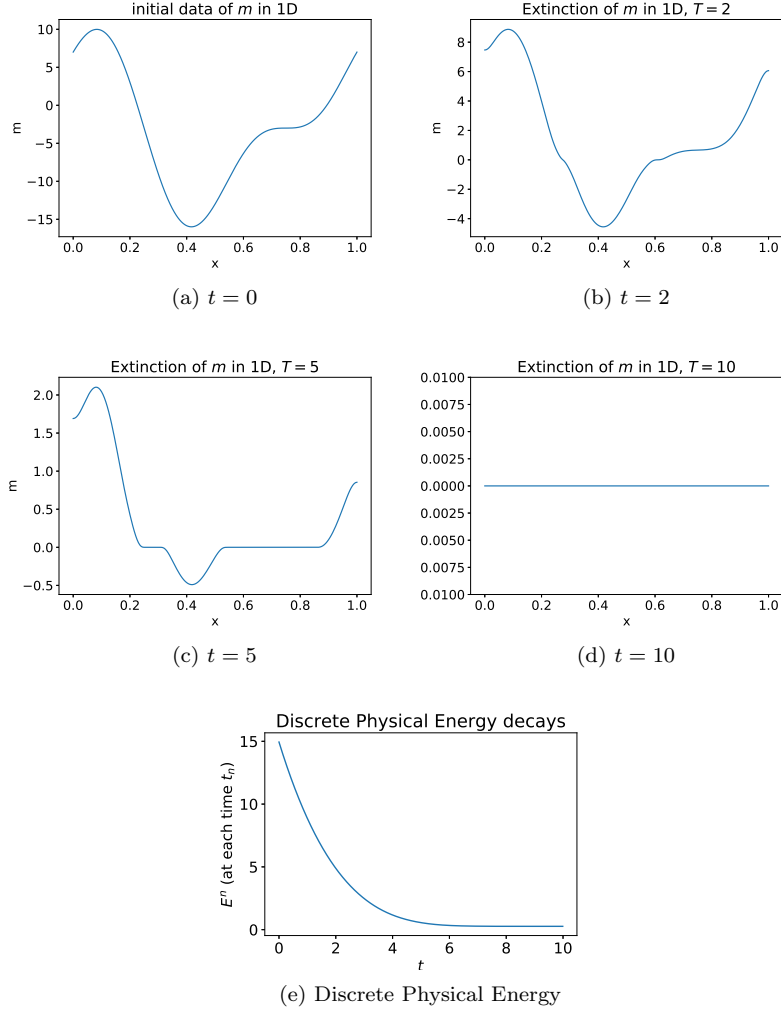 initial data of m in 1D
10
5
0
−5
−10
−15
m
0.0 0.2 0.4 0.6 0.8 1.0
x
(a) t = 0
Extinction of m in 1D, T = 2
8
6
4
2
0
−2
−4
m
0.0 0.2 0.4 0.6 0.8 1.0
x
(b) t = 2
Extinction of m in 1D, T = 5
2.0
1.5
1.0
0.5
0.0
−0.5
m
0.0 0.2 0.4 0.6 0.8 1.0
x
(c) t = 5
Extinction of m in 1D, T = 10
0.0100
0.0075
0.0050
0.0025
0.0000
0.0025
0.0050
0.0075
0.0100
0.0 0.2 0.4 0.6 0.8 1.0
x
(d) t = 10
Discrete Physical Energy decays
15
10
5
0
Eⁿ (at each time tₙ)
0 2 4 6 8 10
t
(e) Discrete Physical Energy